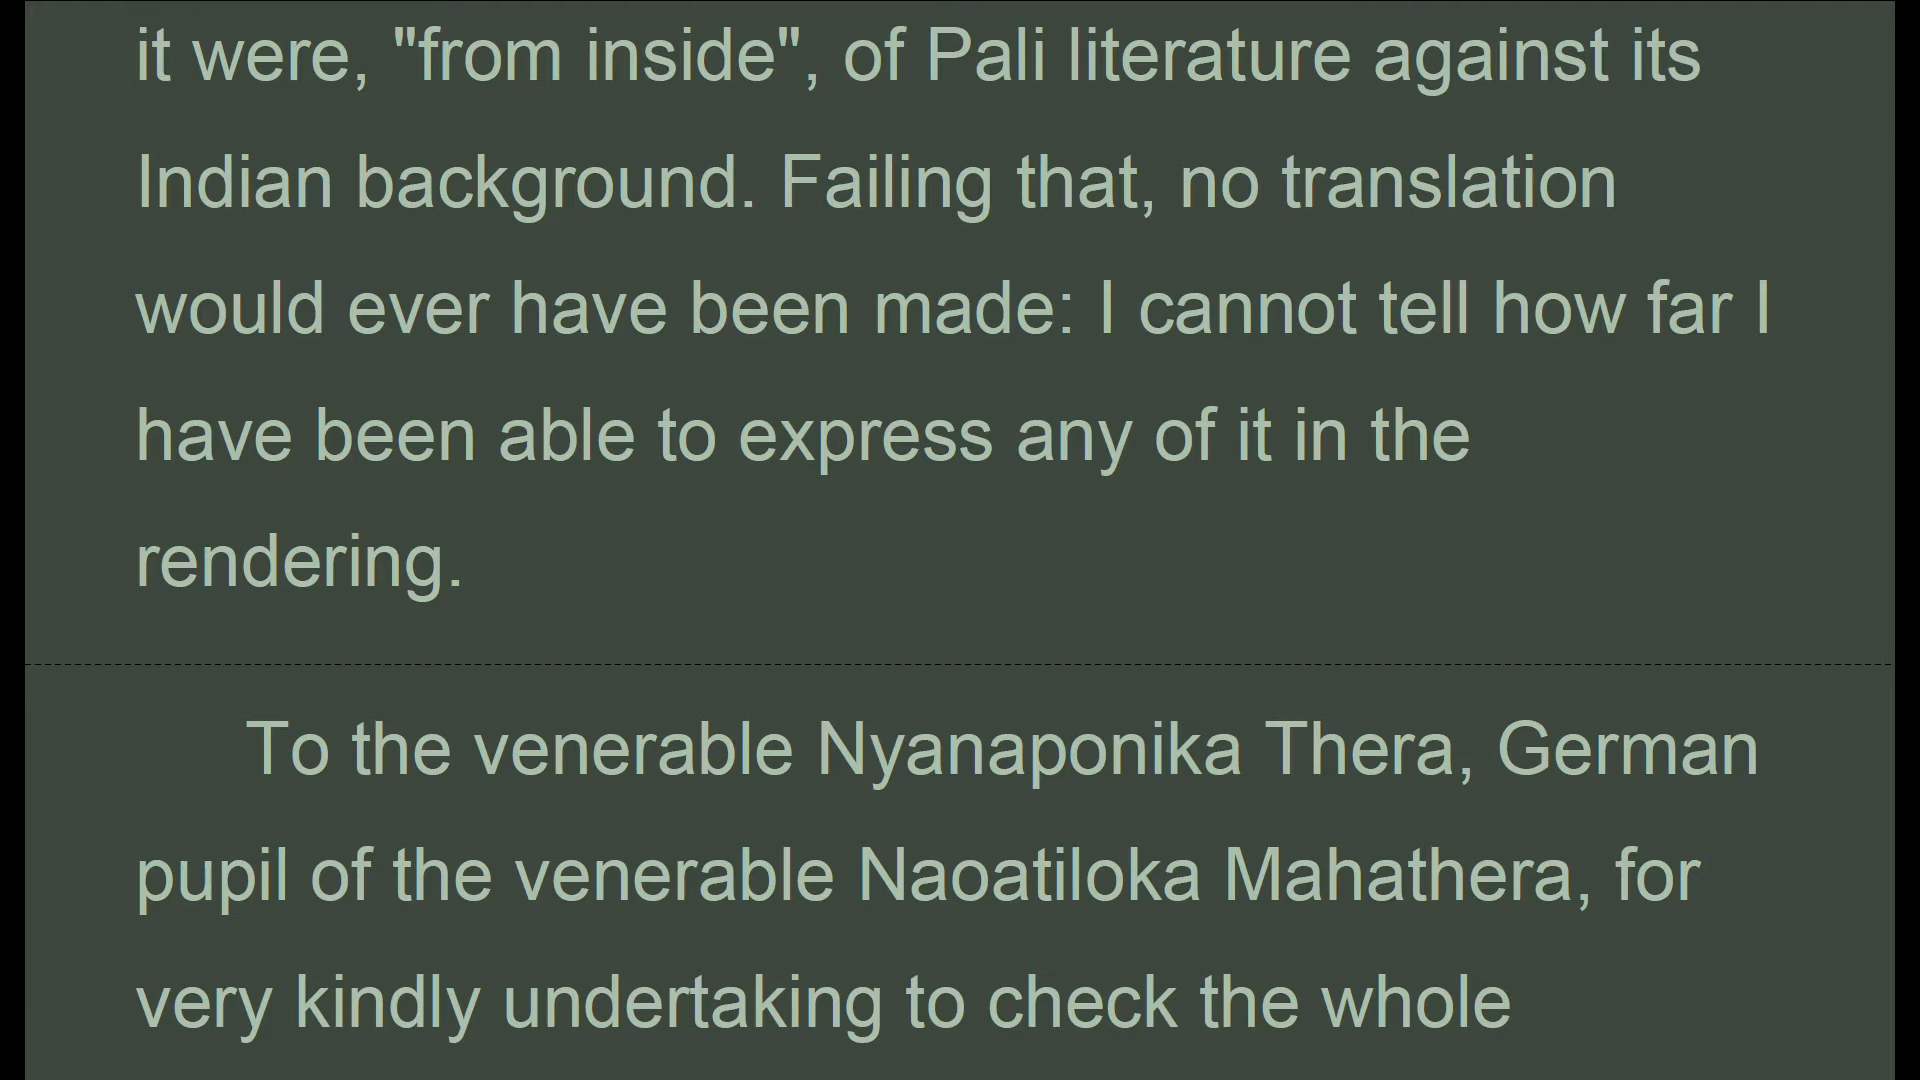 it were, "from inside", of Pali literature against its
Indian background. Failing that, no translation
would ever have been made: I cannot tell how far I
have been able to express any of it in the
rendering.
To the venerable Nyanaponika Thera, German
pupil of the venerable Naoatiloka Mahathera, for
very kindly undertaking to check the whole